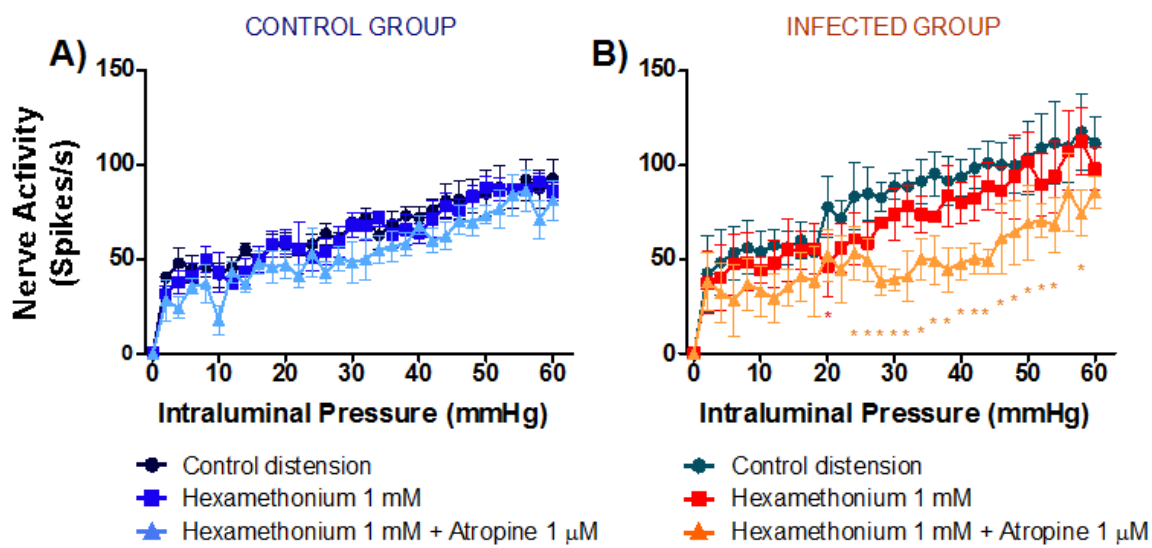 CONTROL GROUP
INFECTED GROUP
A)
B)
Nerve Activity
(Spikes/s)
150
100
50
0
0 10 20 30 40 50 60
Intraluminal Pressure (mmHg)
150
100
50
0
* * * * * * * * * * * * * * * *
0 10 20 30 40 50 60
Intraluminal Pressure (mmHg)
Control distension
Hexamethonium 1 mM
Hexamethonium 1 mM + Atropine 1 μM
Control distension
Hexamethonium 1 mM
Hexamethonium 1 mM + Atropine 1 μM